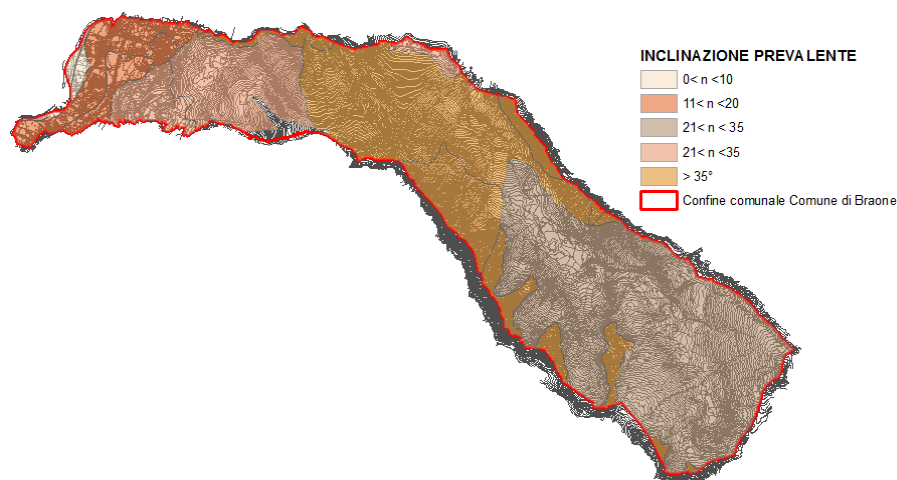 INCLINAZIONE PREVALENTE
0< n <10
11< n <20
21< n < 35
21< n <35
> 35°
Confine comunale Comune di Braone